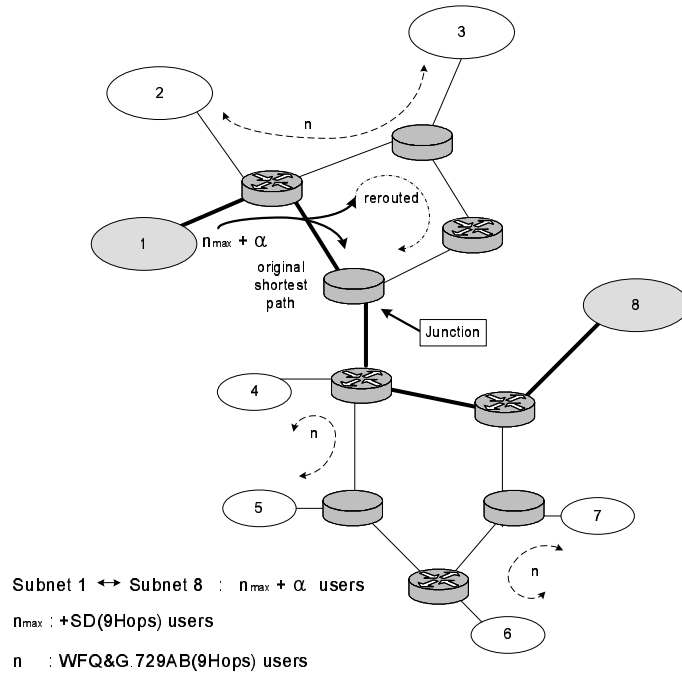 3
2
n
rerouted
1
nmax + α
original
shortest
path
8
Junction
4
n
5
7
n
6
Subnet 1 ↔ Subnet 8 : nmax + α users
nmax : +SD(9Hops) users
n : WFQ&G.729AB(9Hops) users